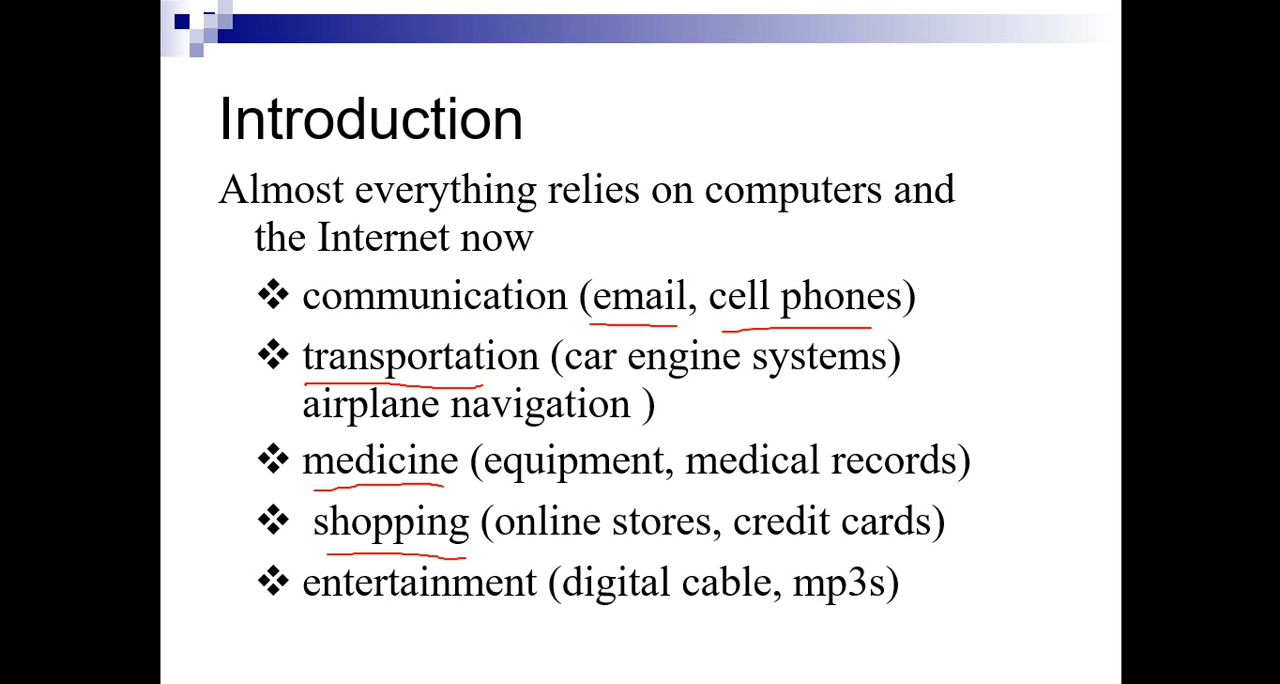 Introduction
Almost everything relies on computers and
the Internet now
❖ communication (email, cell phones)
❖ transportation (car engine systems)
airplane navigation )
❖ medicine (equipment, medical records)
❖ shopping (online stores, credit cards)
❖ entertainment (digital cable, mp3s)